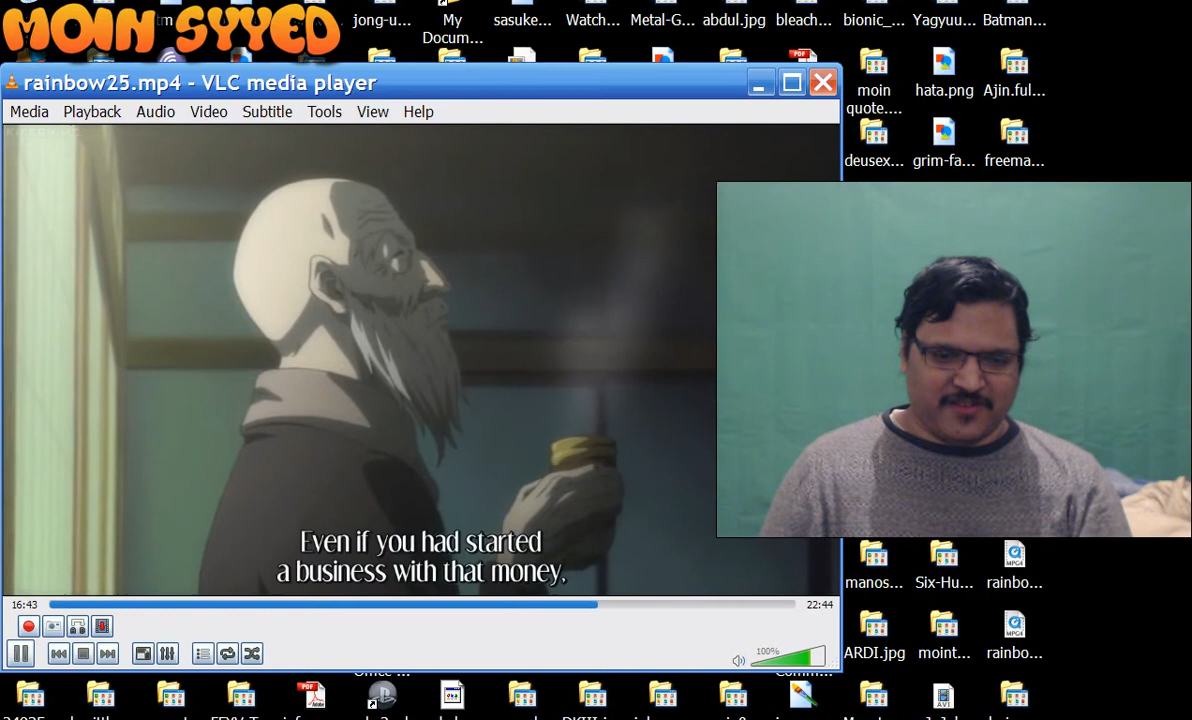 jong-u... My Docum... sasuke... Watch... Metal-G... abdul.jpg bleach... bionic_... Yagyuu... Batman...
MOIN SYYED
rainbow25.mp4 - VLC media player
Media Playback Audio Video Subtitle Tools View Help
moin quote.... hata.png Ajin.ful...
deusex... grim-fa... freema...
Even if you had started
a business with that money,
manos... Six-Hu... rainbo...
16:43 22:44
100%
ARDI.jpg moint... rainbo...